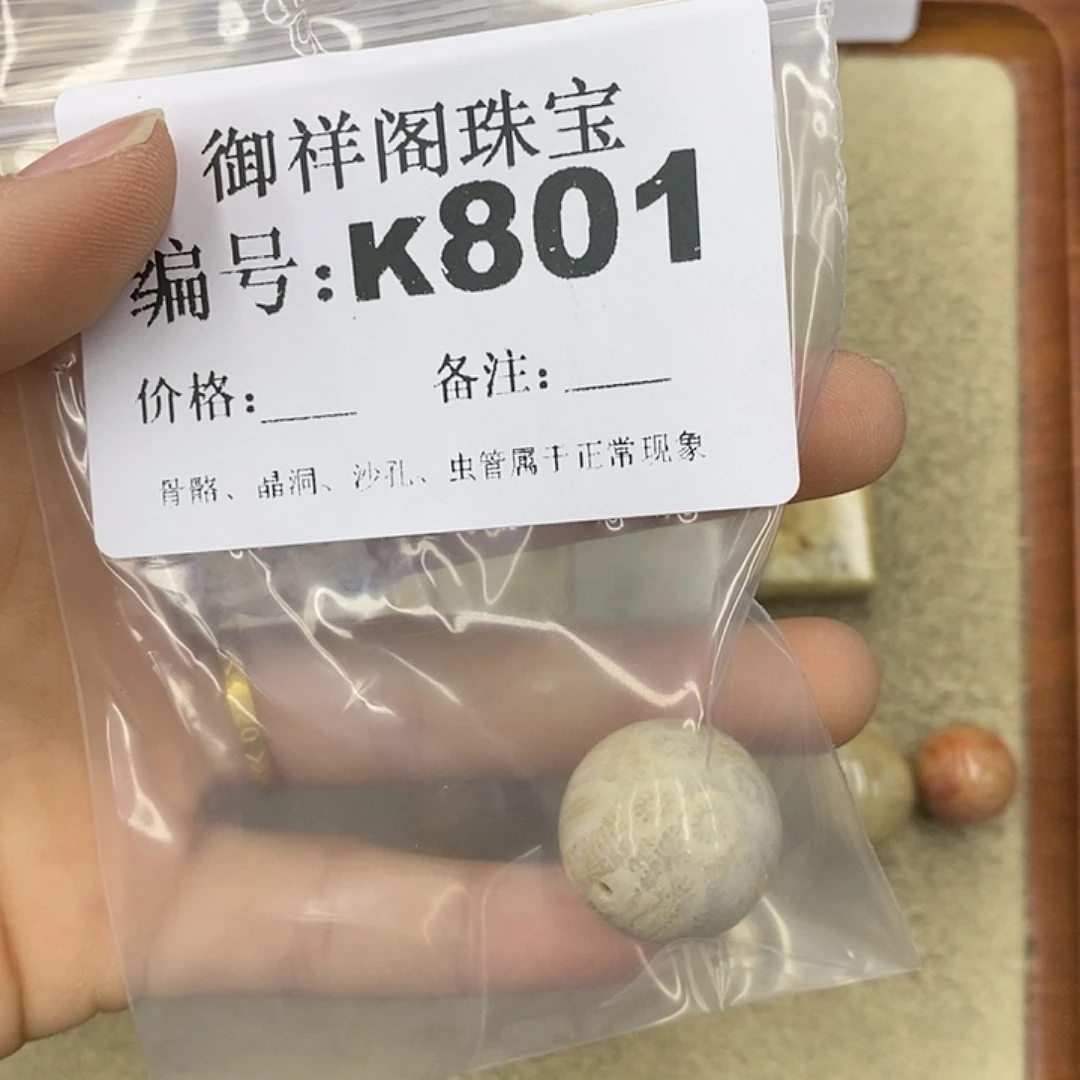 御祥阁珠宝
编号:K801
价格:____ 备注:____
骨骼、晶洞、沙孔、虫管属于正常现象